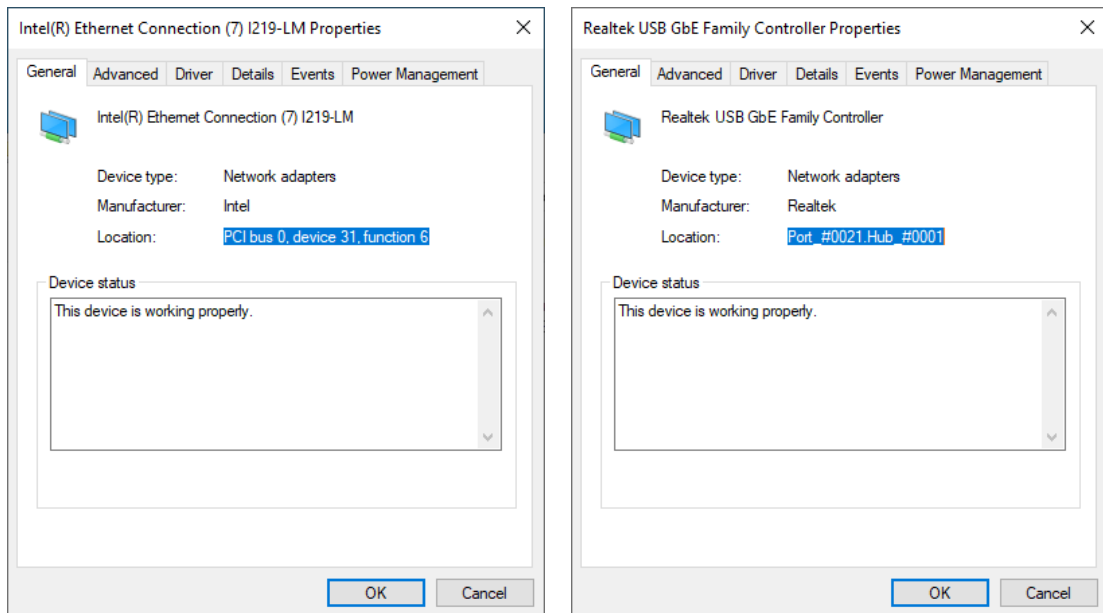 Intel(R) Ethernet Connection (7) I219-LM Properties
General Advanced Driver Details Events Power Management
Intel(R) Ethernet Connection (7) I219-LM
Device type: Network adapters
Manufacturer: Intel
Location: PCI bus 0, device 31, function 6
Device status
This device is working properly.
OK Cancel
Realtek USB GbE Family Controller Properties
General Advanced Driver Details Events Power Management
Realtek USB GbE Family Controller
Device type: Network adapters
Manufacturer: Realtek
Location: Port_#0021.Hub_#0001
Device status
This device is working properly.
OK Cancel